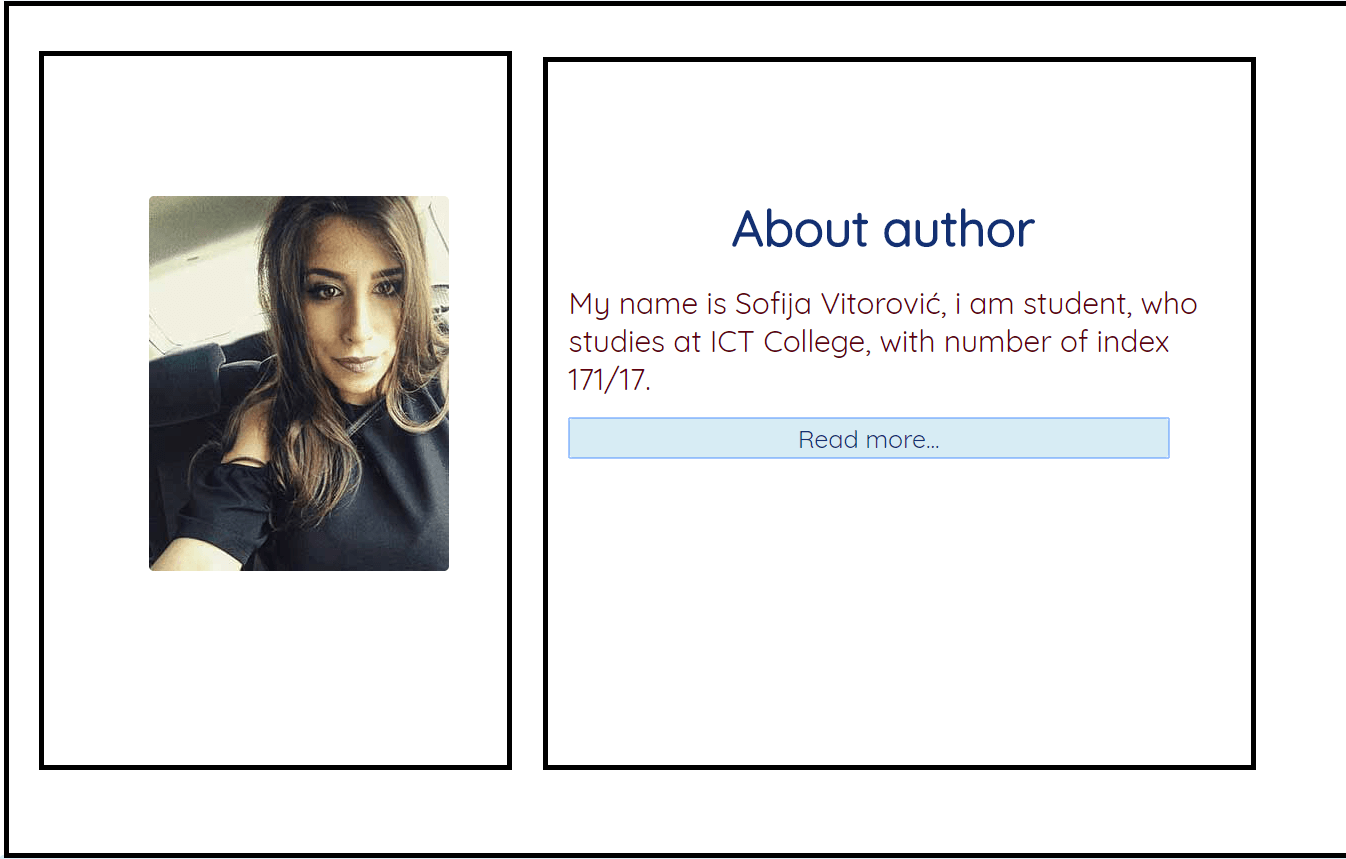 About author
My name is Sofija Vitorović, i am student, who
studies at ICT College, with number of index
171/17.
Read more...